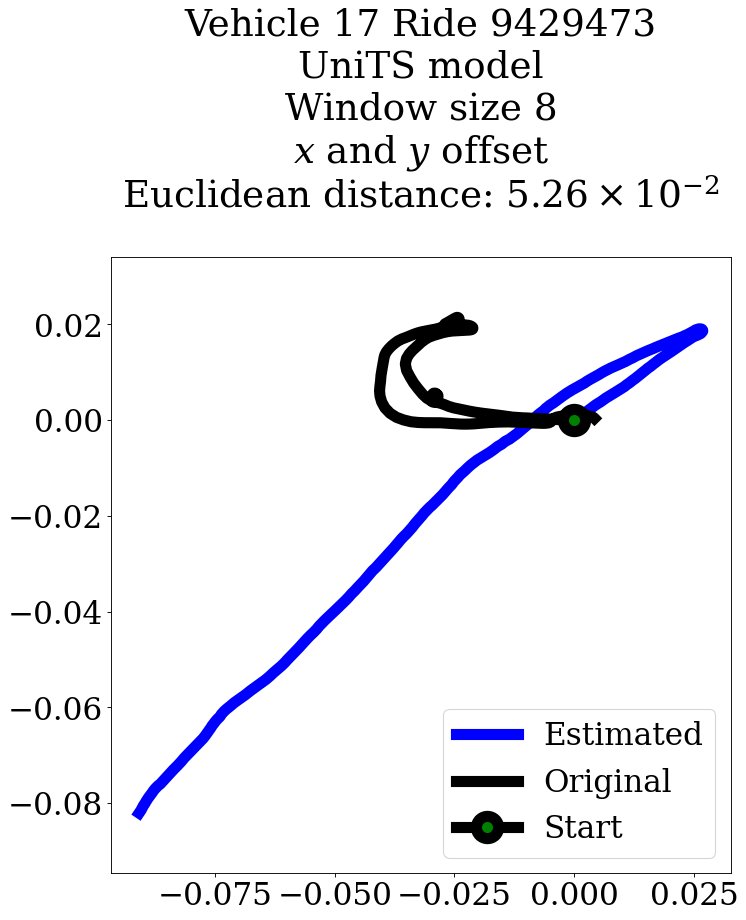 Vehicle 17 Ride 9429473
UniTS model
Window size 8
x and y offset
Euclidean distance: 5.26 × 10⁻²
0.02
0.00
−0.02
−0.04
−0.06
−0.08
Estimated
Original
Start
−0.075 −0.050 −0.025 0.000 0.025